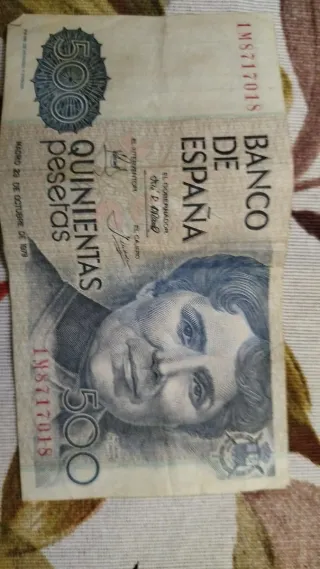 1M8717018
BANCO
DE
ESPAÑA
EL GOBERNADOR
EL INTERVENTOR
EL CAJERO
QUINIENTAS
pesetas
MADRID 23 DE OCTUBRE DE 1979
500
500
1M8717018